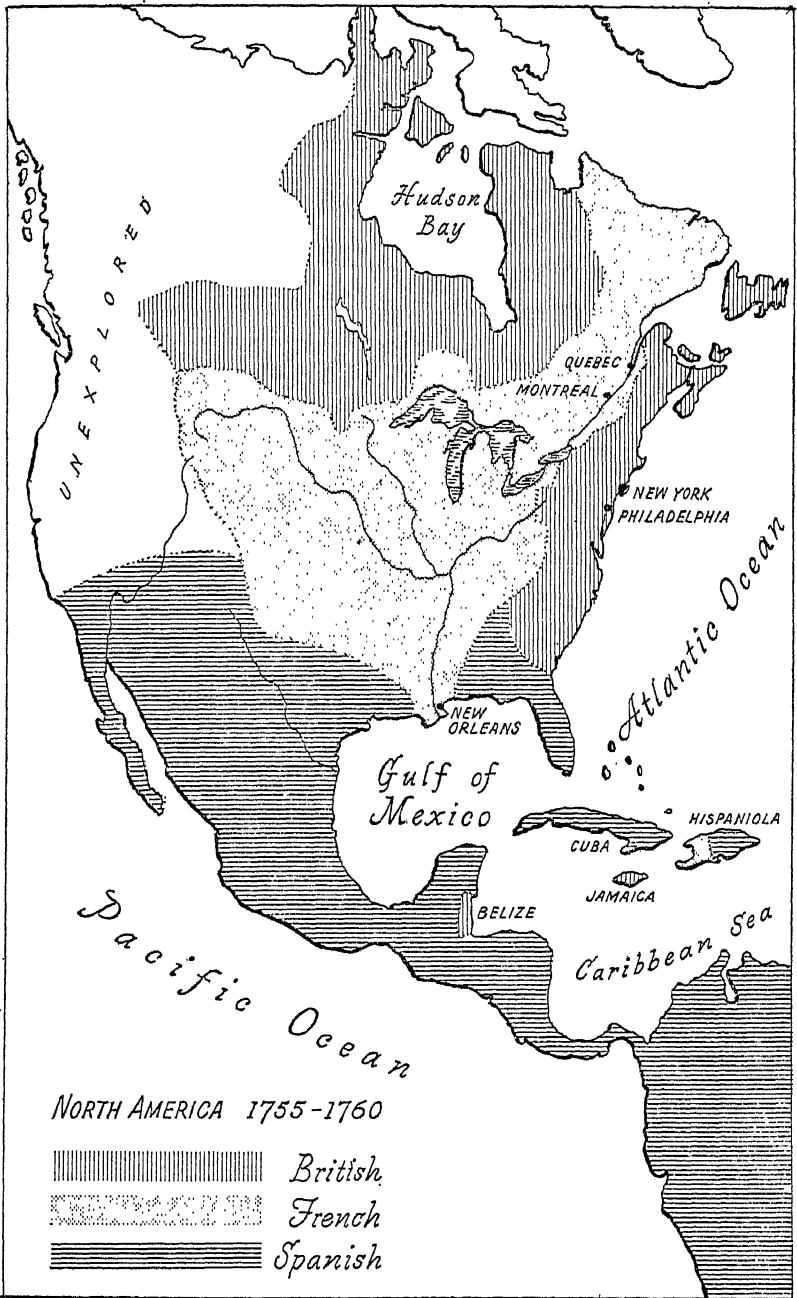 Hudson
Bay
UNEXPLORED
QUEBEC
MONTREAL
NEW YORK
PHILADELPHIA
Atlantic Ocean
NEW
ORLEANS
Gulf of
Mexico
HISPANIOLA
CUBA
JAMAICA
BELIZE
Caribbean Sea
Pacific Ocean
NORTH AMERICA 1755-1760
British
French
Spanish